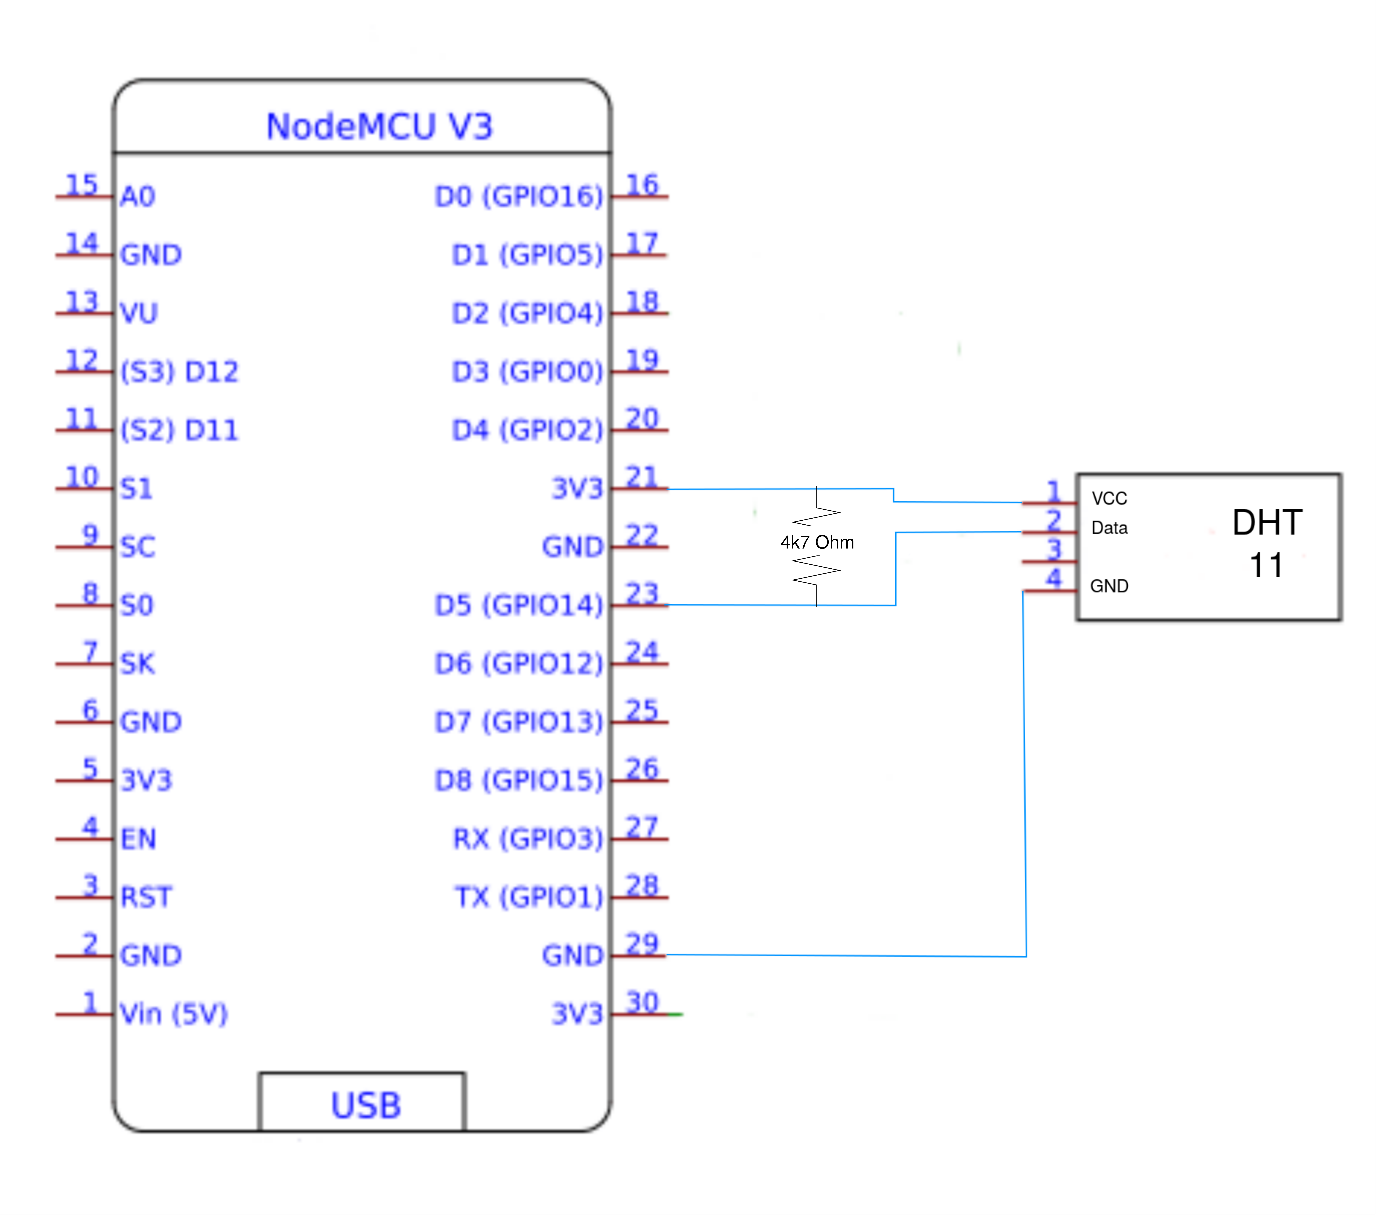 NodeMCU V3
15 A0
14 GND
13 VU
12 (S3) D12
11 (S2) D11
10 S1
9 SC
8 S0
7 SK
6 GND
5 3V3
4 EN
3 RST
2 GND
1 Vin (5V)
D0 (GPIO16) 16
D1 (GPIO5) 17
D2 (GPIO4) 18
D3 (GPIO0) 19
D4 (GPIO2) 20
3V3 21
GND 22
D5 (GPIO14) 23
D6 (GPIO12) 24
D7 (GPIO13) 25
D8 (GPIO15) 26
RX (GPIO3) 27
TX (GPIO1) 28
GND 29
3V3 30
USB
4k7 Ohm
1 VCC
2 Data
3
4 GND
DHT
11